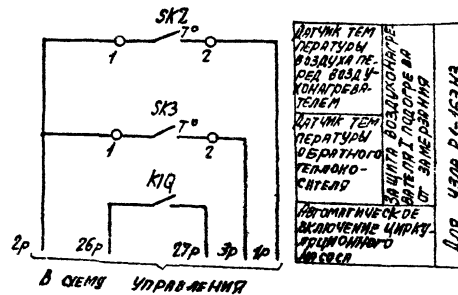 SK2
T°
1
2
SK3
T°
1
2
K1Q
2р
26р
27р
3р
1р
В СХЕМУ УПРАВЛЕНИЯ
ДАТЧИК ТЕМ
ПЕРАТУРЫ
ВОЗДУХА ПЕ-
РЕД ВОЗДУ-
ХОНАГРЕВА-
ТЕЛЕМ
ДАТЧИК ТЕМ
ПЕРАТУРЫ
ОБРАТНОГО
ТЕПЛОНО-
СИТЕЛЯ
ЗАЩИТА ВОЗДУХОНАГРЕ-
ВАТЕЛЯ I ПОДОГРЕВА
ОТ ЗАМЕРЗАНИЯ
АВТОМАТИЧЕСКОЕ
ВКЛЮЧЕНИЕ ЦИРКУ-
ЛЯЦИОННОГО
НАСОСА
ДЛЯ УЗЛА